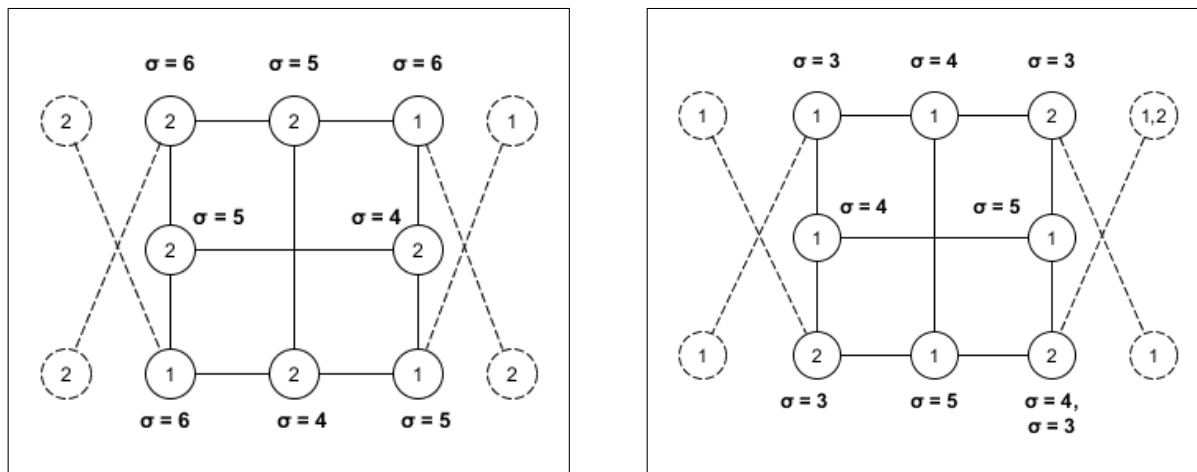 σ = 6 σ = 5 σ = 6
2 2 2 1 1
σ = 5 σ = 4
2 2
2 1 2 1 2
σ = 6 σ = 4 σ = 5
σ = 3 σ = 4 σ = 3
1 1 1 2 1,2
σ = 4 σ = 5
1 1
1 2 1 2 1
σ = 3 σ = 5 σ = 4,
σ = 3